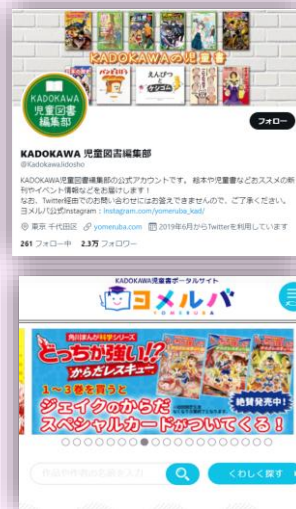 KADOKAWAの児童書
えんぴつと
ケシゴム
KADOKAWA
児童図書
編集部
フォロー
KADOKAWA 児童図書編集部
@KadokawaJidosho
KADOKAWA児童図書編集部の公式アカウントです。 絵本や児童書などおススメの新
刊やイベント情報などをお届けします！
なお、Twitter経由でのお問い合わせにはお答えできませんので、ご了承ください。
ヨメルバ公式Instagram：instagram.com/yomeruba_kad/
東京 千代田区 yomeruba.com 2019年6月からTwitterを利用しています
261 フォロー中 2.3万 フォロワー
KADOKAWA児童書ポータルサイト
ヨメルバ
YOMERUBA
角川まんが科学シリーズ
どっちが強い!?
からだレスキュー
1～3巻を買うと
絶賛発売中！
ジェイクのからだ
スペシャルカードがついてくる！
くわしく探す